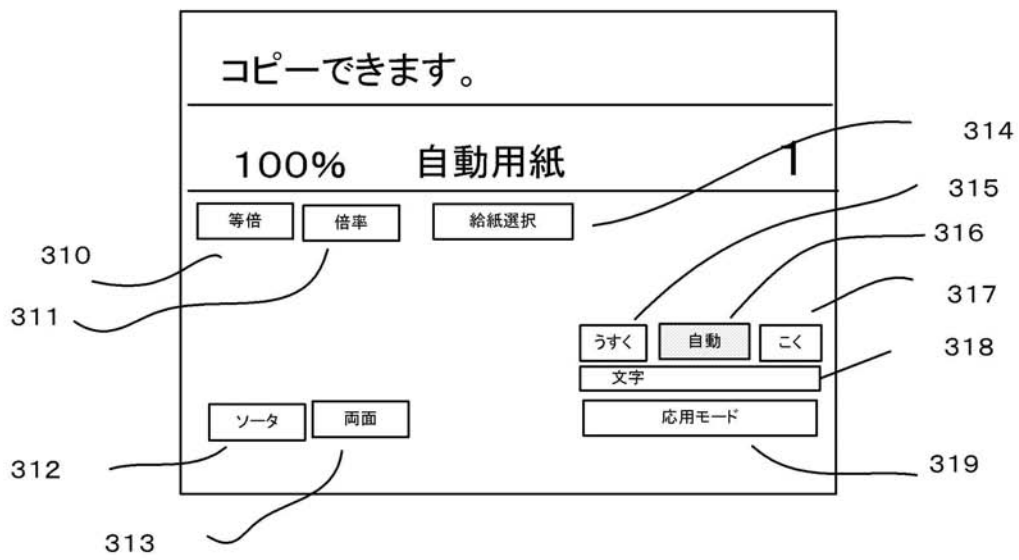 コピーできます。
100% 自動用紙 1
314
315
等倍 倍率 給紙選択
316
310
317
311
うすく 自動 こく
318
文字
ソータ 両面 応用モード
312
319
313